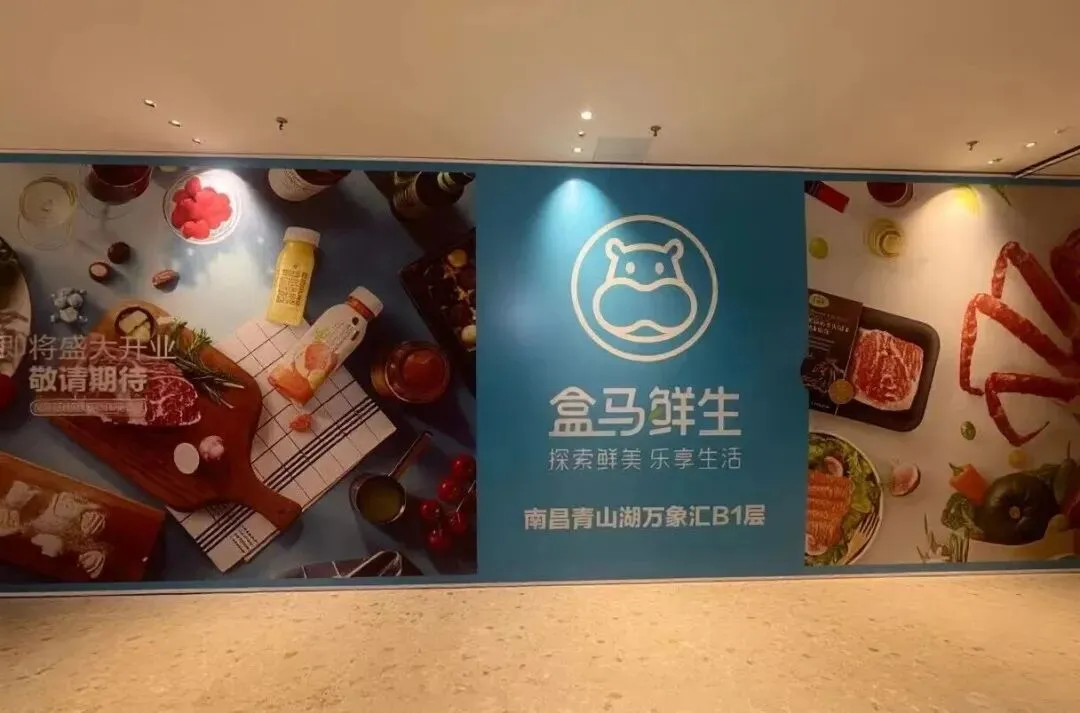 即将盛大开业
敬请期待
盒马鲜生
探索鲜美 乐享生活
南昌青山湖万象汇B1层